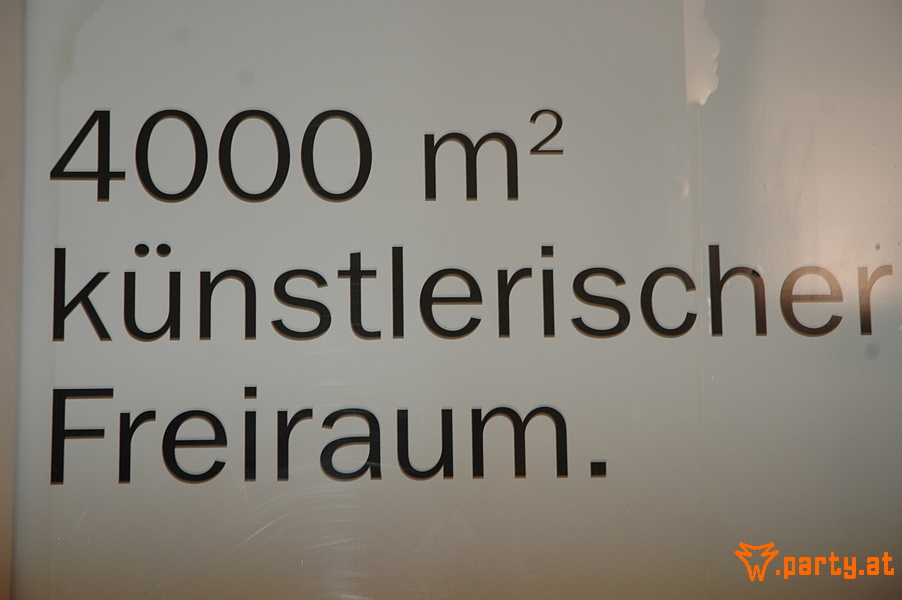 4000 m²
künstlerischer
Freiraum.
w.party.at